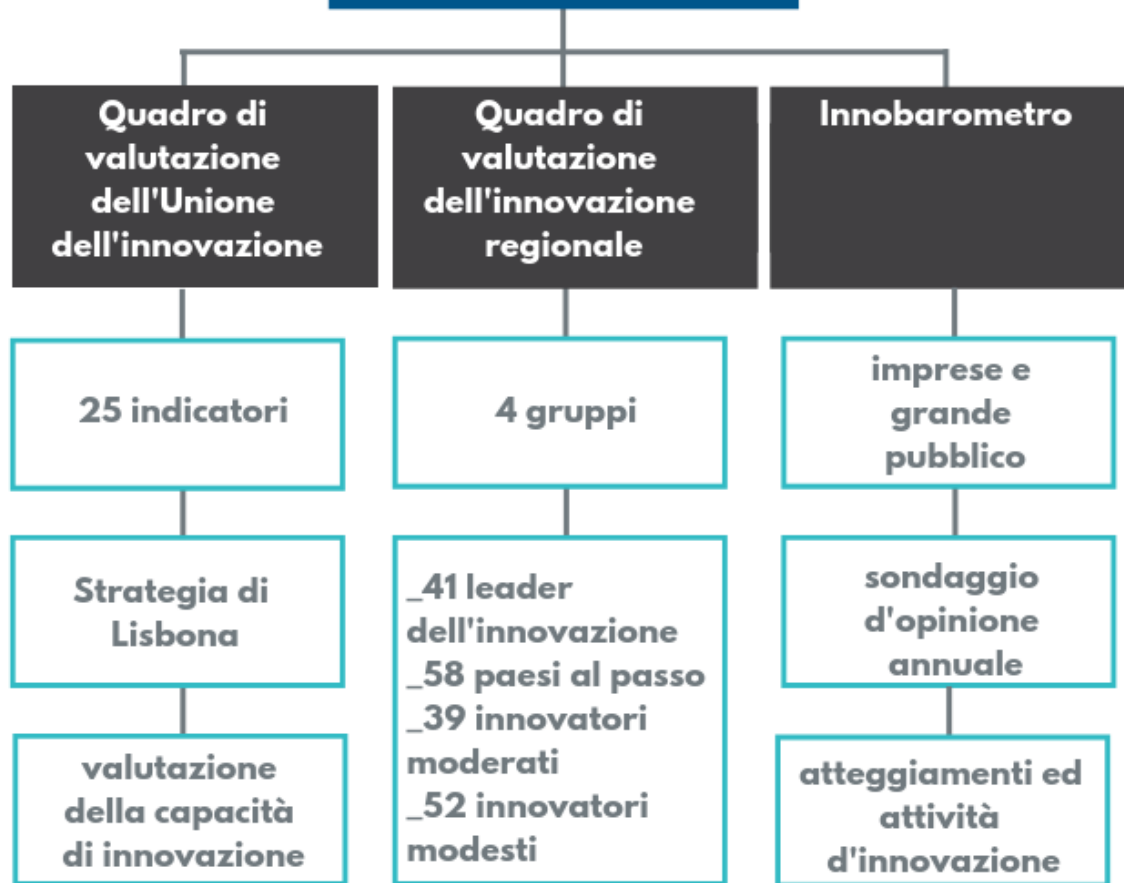 Quadro di
valutazione
dell'Unione
dell'innovazione
Quadro di
valutazione
dell'innovazione
regionale
Innobarometro
25 indicatori
4 gruppi
imprese e
grande
pubblico
Strategia di
Lisbona
_41 leader
dell'innovazione
_58 paesi al passo
_39 innovatori
moderati
_52 innovatori
modesti
sondaggio
d'opinione
annuale
valutazione
della capacità
di innovazione
atteggiamenti ed
attività
d'innovazione